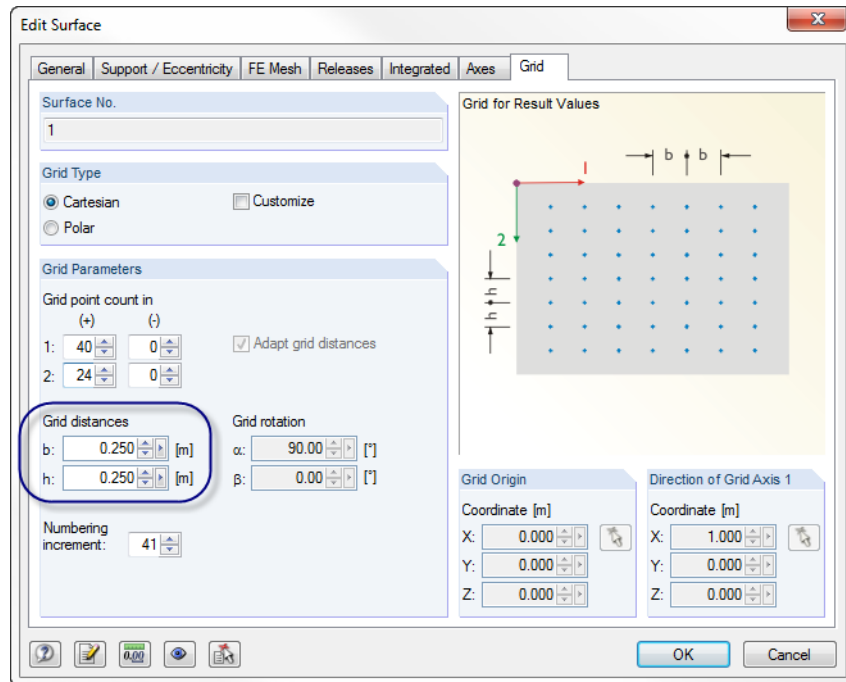 Edit Surface
General Support / Eccentricity FE Mesh Releases Integrated Axes Grid
Surface No.
1
Grid Type
Cartesian
Customize
Polar
Grid Parameters
Grid point count in
(+) (-)
1: 40 0
Adapt grid distances
2: 24 0
Grid distances
b: 0.250 [m]
h: 0.250 [m]
Grid rotation
α: 90.00 [°]
β: 0.00 [°]
Numbering
increment: 41
Grid for Result Values
b b
1
2
h
h
Grid Origin
Coordinate [m]
X: 0.000
Y: 0.000
Z: 0.000
Direction of Grid Axis 1
Coordinate [m]
X: 1.000
Y: 0.000
Z: 0.000
0.00
OK Cancel